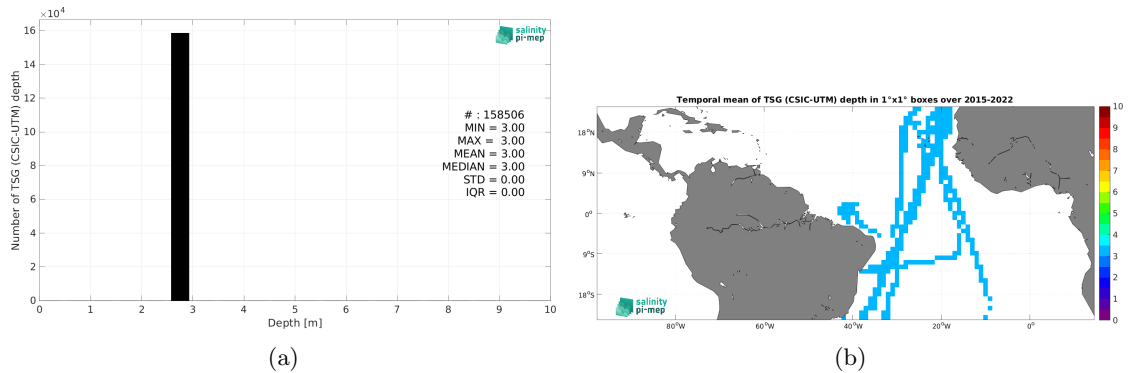 ×10⁴
16
14
12
10
8
6
4
2
0
Number of TSG (CSIC-UTM) depth
0 1 2 3 4 5 6 7 8 9 10
Depth [m]
salinity
pi-mep
# : 158506
MIN = 3.00
MAX = 3.00
MEAN = 3.00
MEDIAN = 3.00
STD = 0.00
IQR = 0.00
(a)
Temporal mean of TSG (CSIC-UTM) depth in 1°x1° boxes over 2015-2022
18°N
9°N
0°
9°S
18°S
80°W 60°W 40°W 20°W 0°
salinity
pi-mep
10
9
8
7
6
5
4
3
2
1
0
(b)